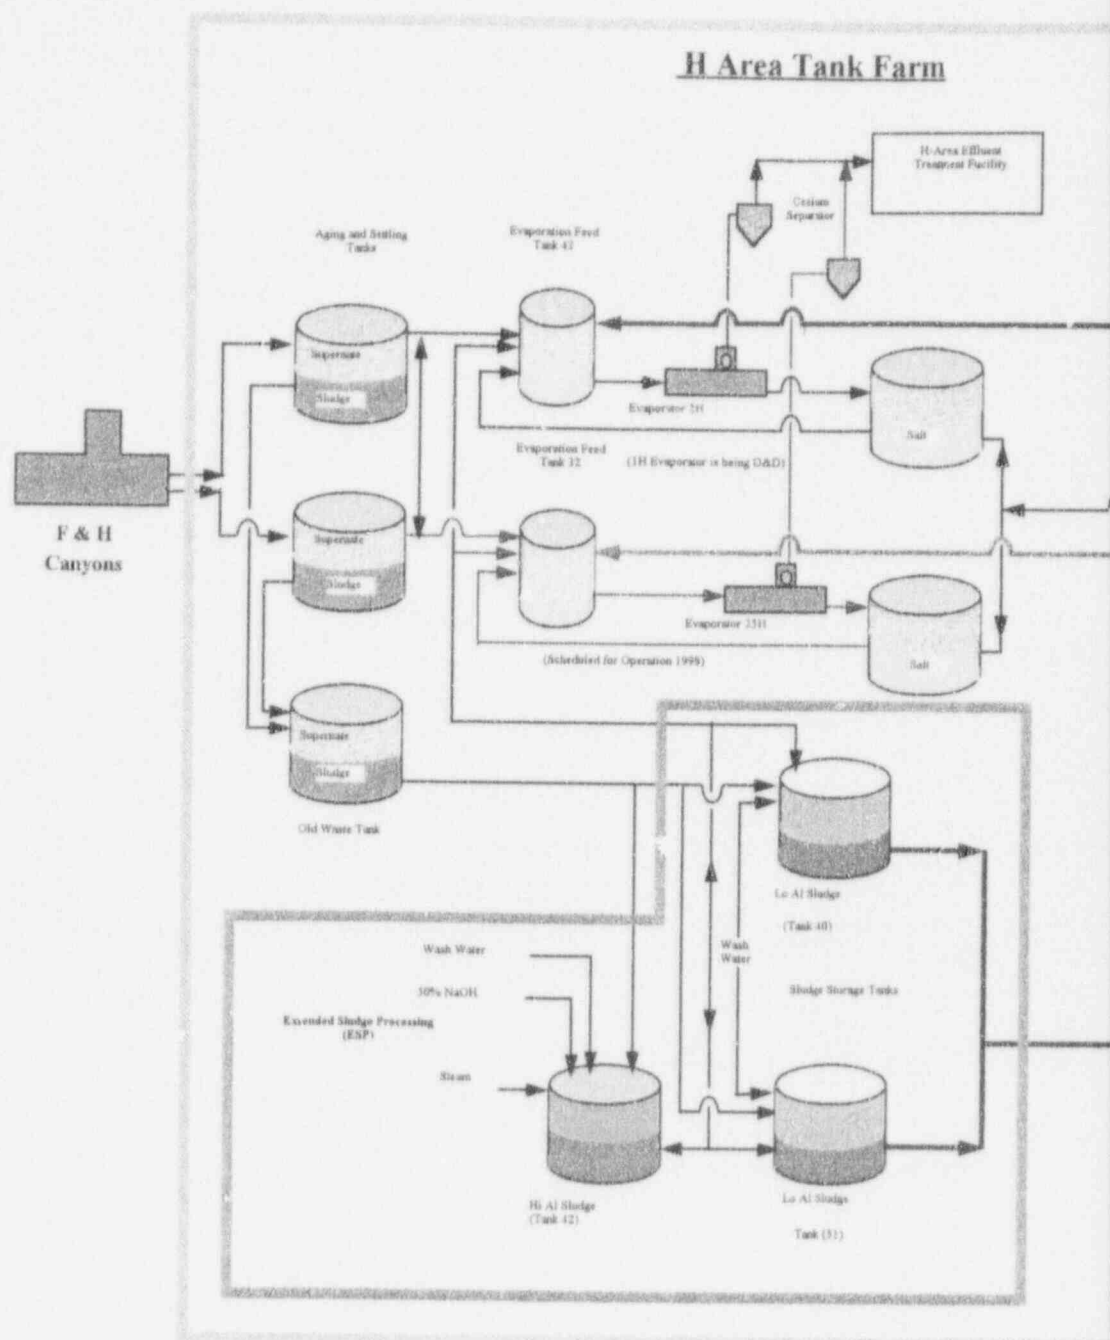 H Area Tank Farm
H-Area Effluent
Treatment Facility
Cesium
Separator
Aging and Settling
Tanks
Evaporation Feed
Tank 43
Supernate
Sludge
Evaporator 2H
Salt
Evaporation Feed
Tank 32
(1H Evaporator is being D&D)
F & H
Canyons
Supernate
Sludge
Evaporator 25H
(Scheduled for Operation 1998)
Salt
Supernate
Sludge
Old Waste Tank
Lo Al Sludge
(Tank 40)
Wash Water
Wash
Water
50% NaOH
Sludge Storage Tanks
Extended Sludge Processing
(ESP)
Steam
Hi Al Sludge
(Tank 42)
Lo Al Sludge
Tank (51)